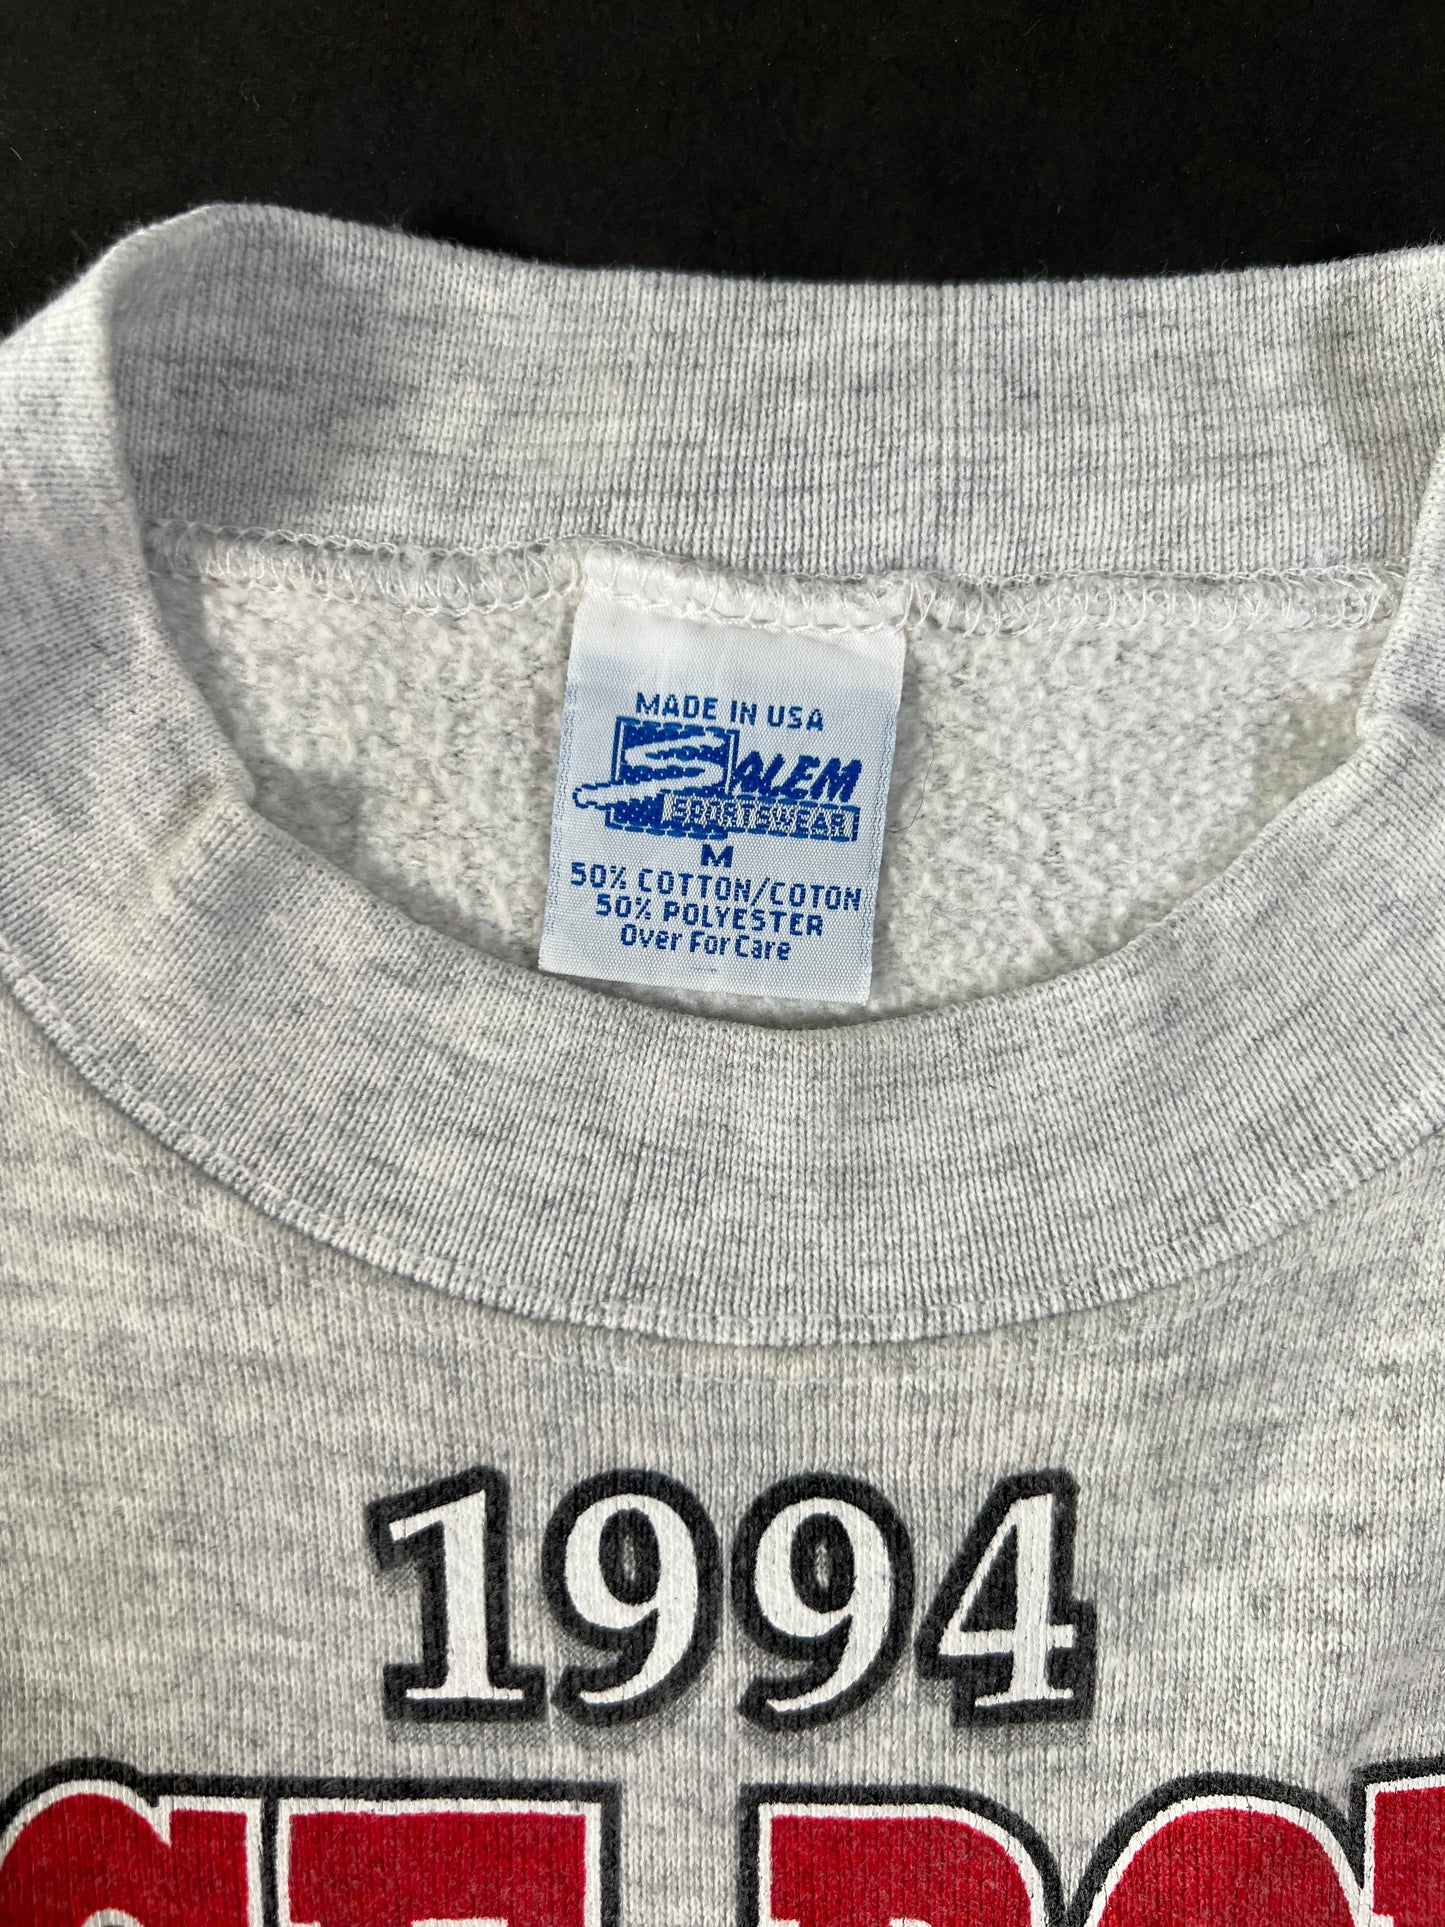 MADE IN USA
SALEM
SPORTSWEAR
M
50% COTTON/COTON
50% POLYESTER
Over For Care
1994